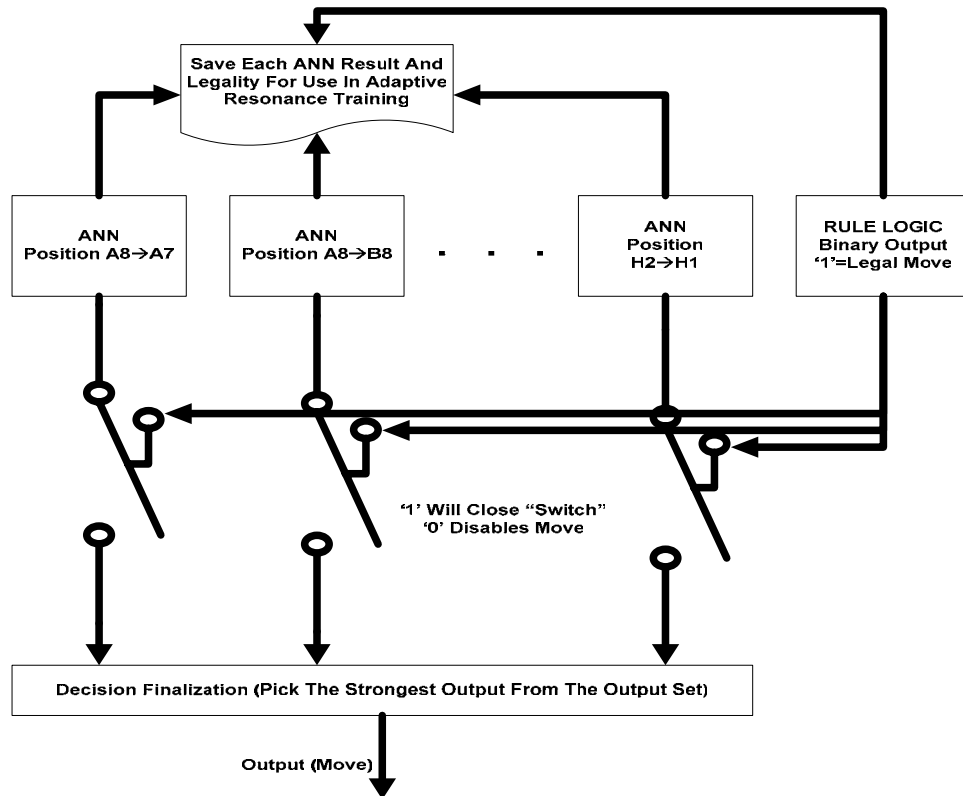 Save Each ANN Result And
Legality For Use In Adaptive
Resonance Training
ANN
Position A8→A7
ANN
Position A8→B8
. . .
ANN
Position
H2→H1
RULE LOGIC
Binary Output
‘1’=Legal Move
‘1’ Will Close “Switch”
‘0’ Disables Move
Decision Finalization (Pick The Strongest Output From The Output Set)
Output (Move)